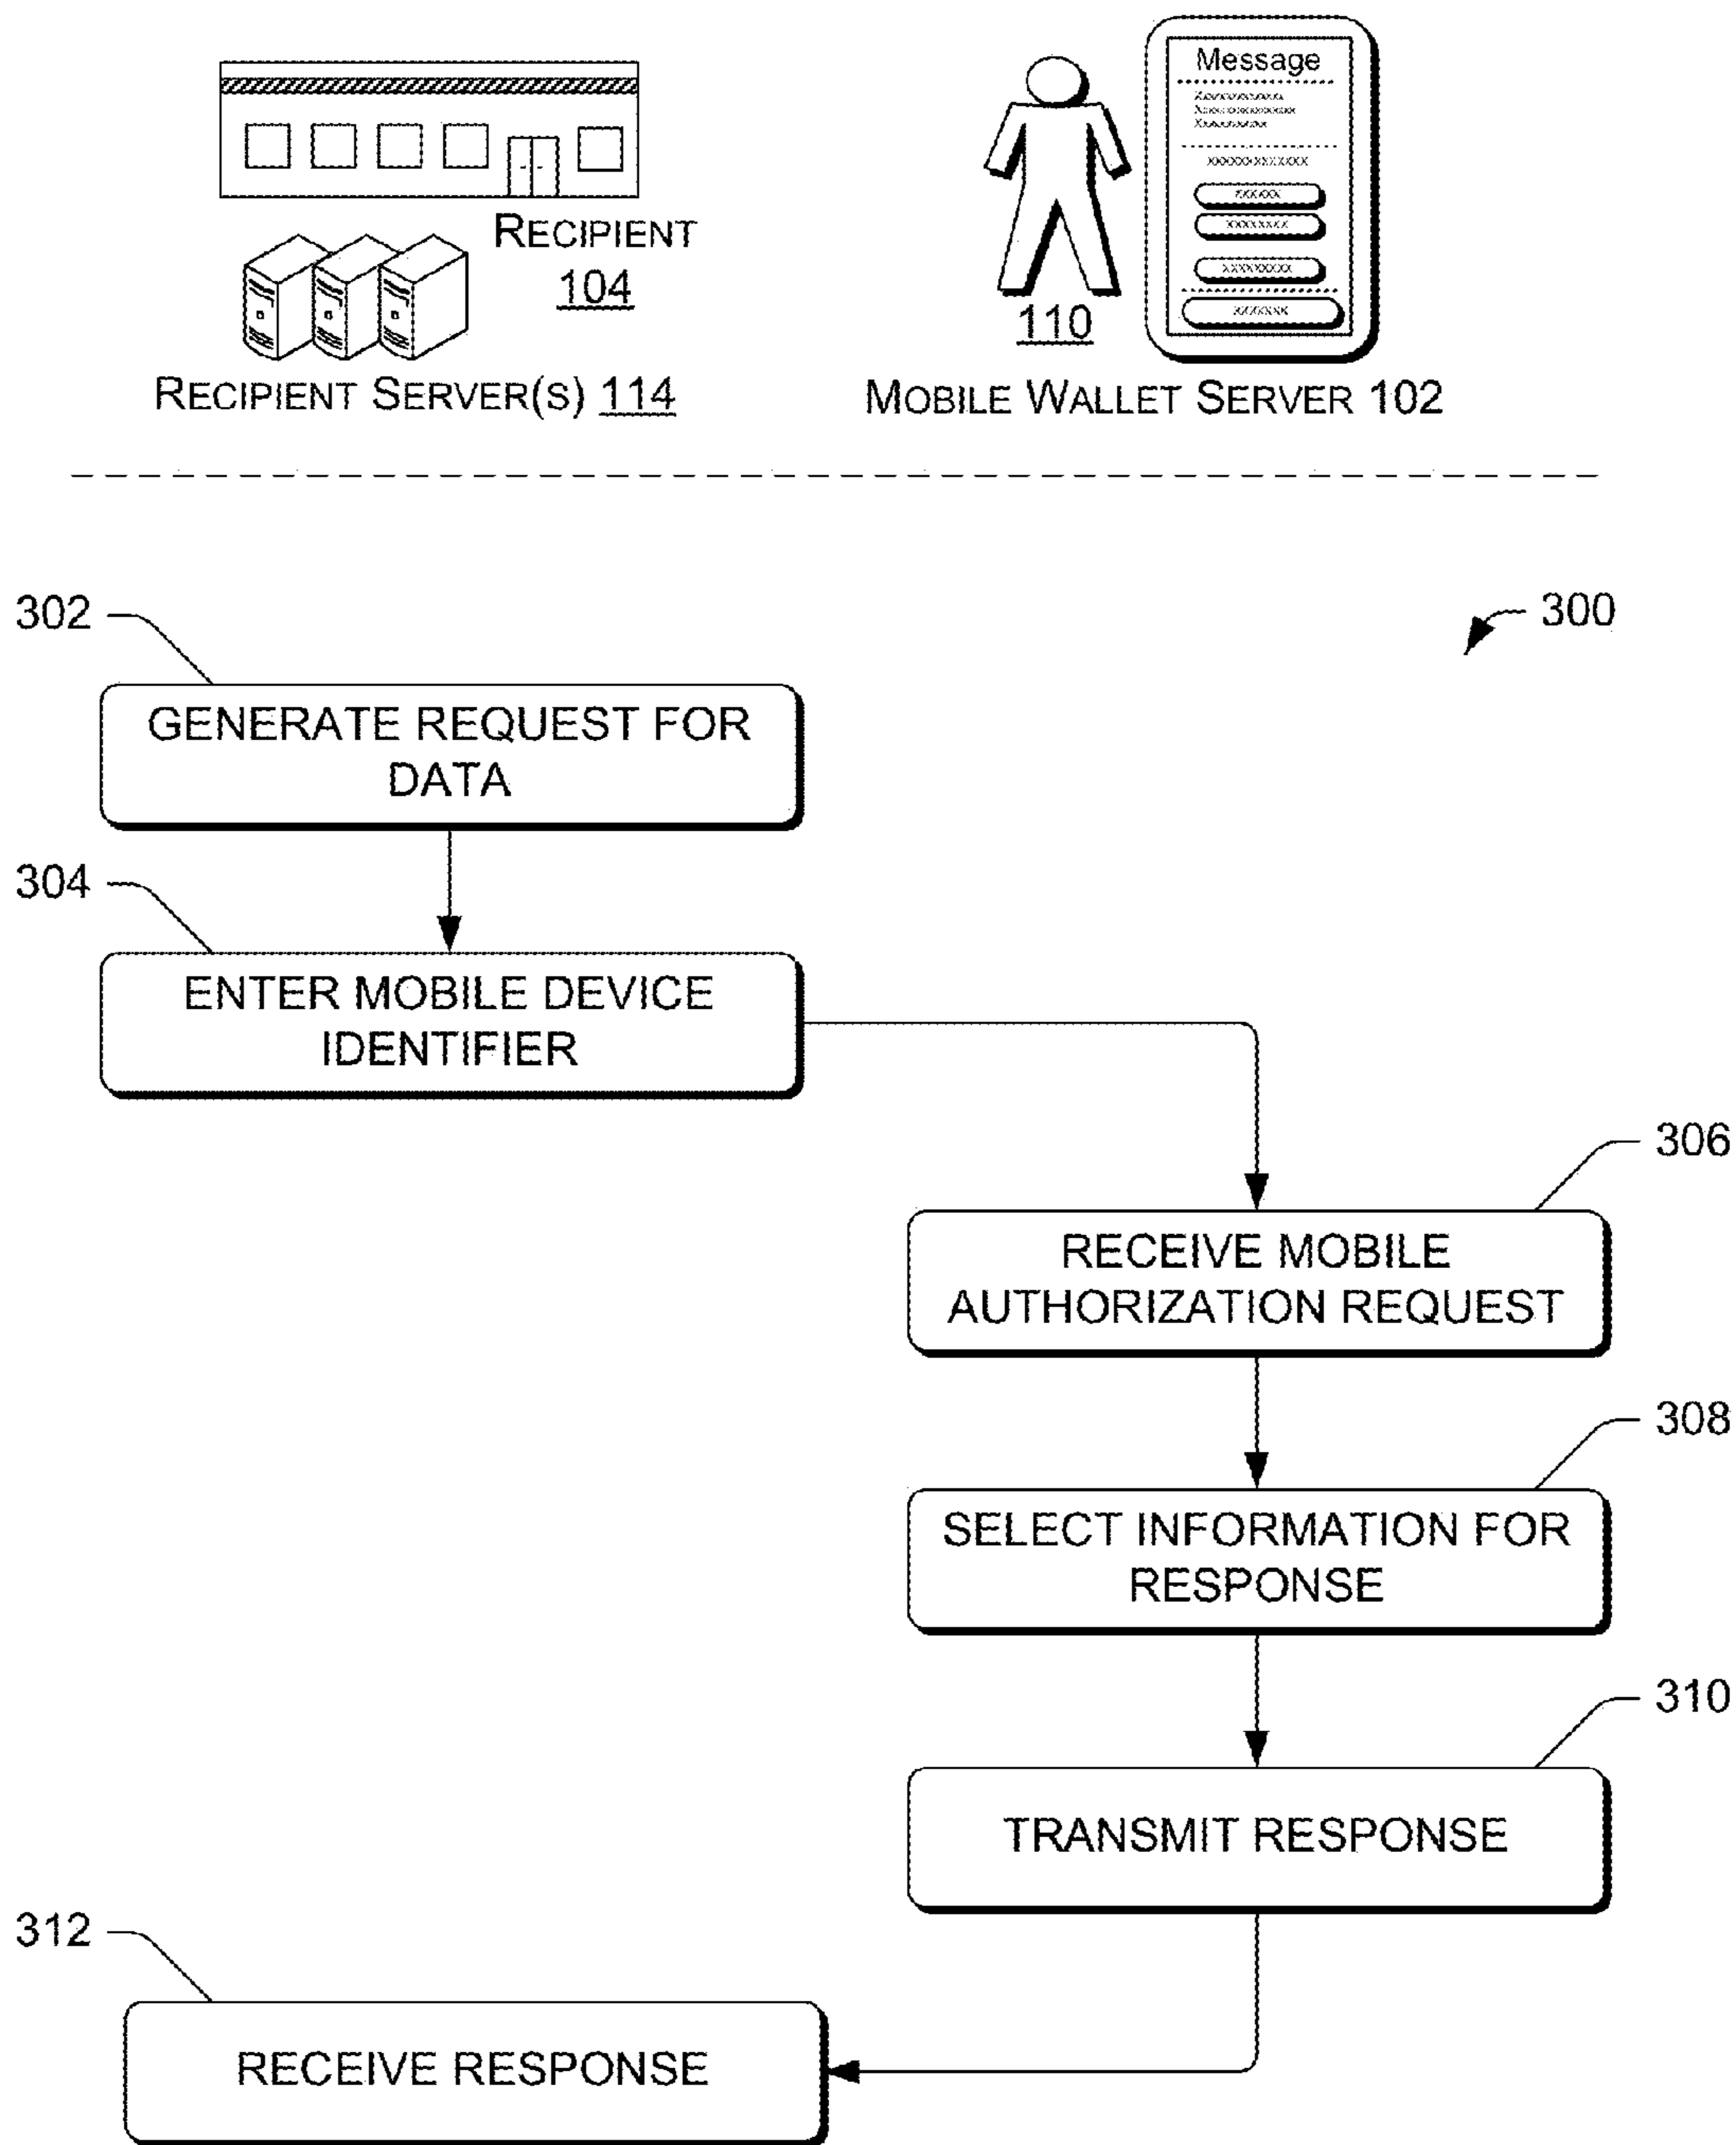 Message
RECIPIENT
104
110
RECIPIENT SERVER(S) 114
MOBILE WALLET SERVER 102
300
302
GENERATE REQUEST FOR
DATA
304
ENTER MOBILE DEVICE
IDENTIFIER
306
RECEIVE MOBILE
AUTHORIZATION REQUEST
308
SELECT INFORMATION FOR
RESPONSE
310
TRANSMIT RESPONSE
312
RECEIVE RESPONSE